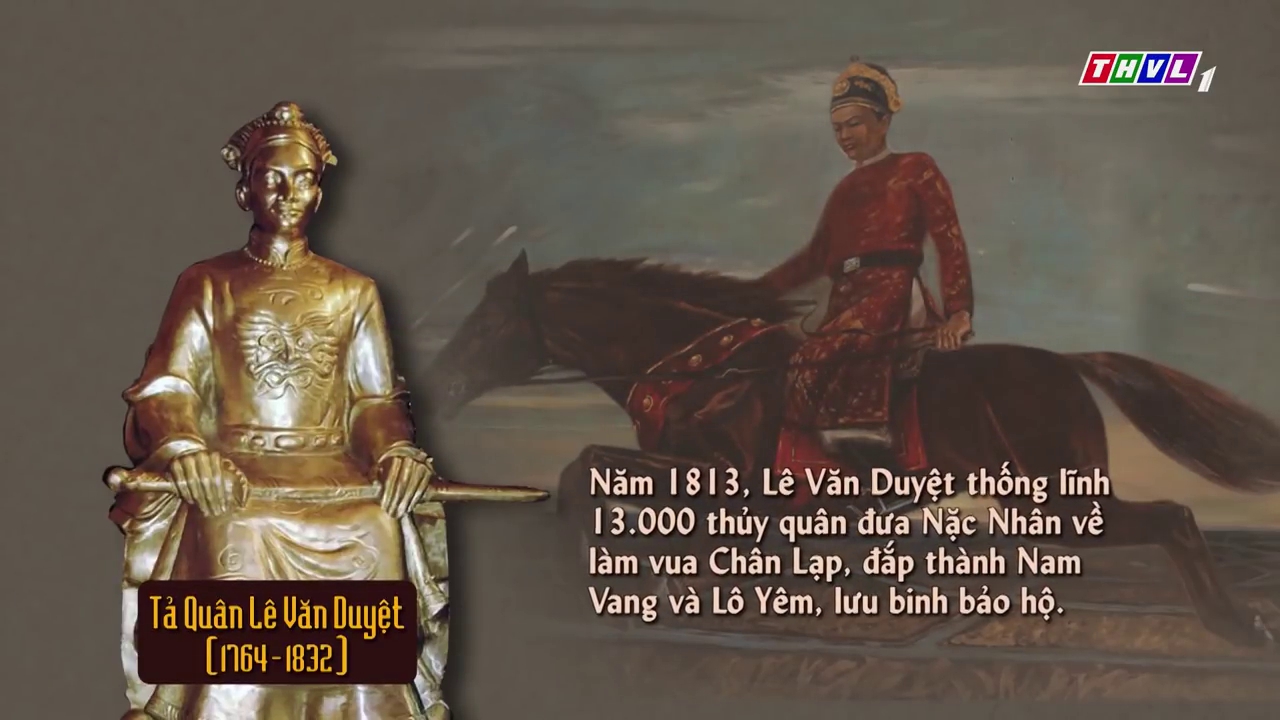 THVL1
Năm 1813, Lê Văn Duyệt thống lĩnh
13.000 thủy quân đưa Nặc Nhân về
làm vua Chân Lạp, đắp thành Nam
Vang và Lô Yêm, lưu binh bảo hộ.
Tả Quân Lê Văn Duyệt
(1764-1832)